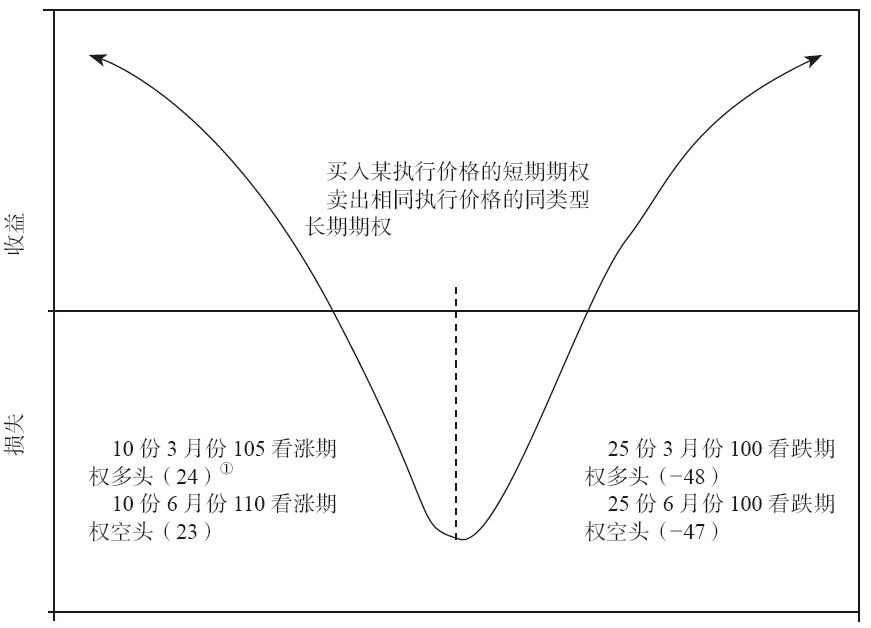 买入某执行价格的短期期权
卖出相同执行价格的同类型
长期期权
收益
损失
10 份 3 月份 105 看涨期
权多头（24）①
10 份 6 月份 110 看涨期
权空头（23）
25 份 3 月份 100 看跌期
权多头（−48）
25 份 6 月份 100 看跌期
权空头（−47）